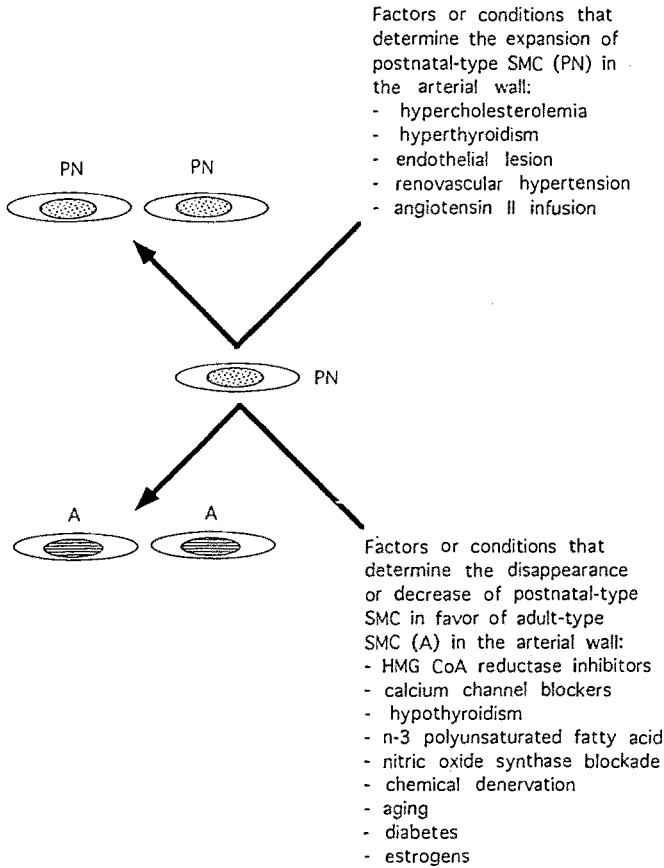 Factors or conditions that
determine the expansion of
postnatal-type SMC (PN) in
the arterial wall:
- hypercholesterolemia
- hyperthyroidism
- endothelial lesion
- renovascular hypertension
- angiotensin II infusion
PN PN
PN
A A
Factors or conditions that
determine the disappearance
or decrease of postnatal-type
SMC in favor of adult-type
SMC (A) in the arterial wall:
- HMG CoA reductase inhibitors
- calcium channel blockers
- hypothyroidism
- n-3 polyunsaturated fatty acid
- nitric oxide synthase blockade
- chemical denervation
- aging
- diabetes
- estrogens